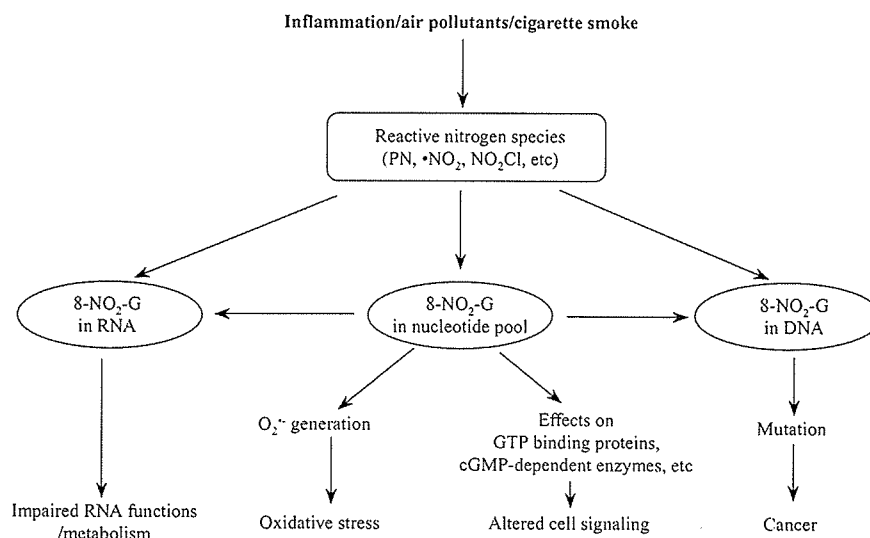 Inflammation/air pollutants/cigarette smoke
Reactive nitrogen species
(PN, •NO₂, NO₂Cl, etc)
8-NO₂-G
in RNA
8-NO₂-G
in nucleotide pool
8-NO₂-G
in DNA
O₂•- generation
Effects on
GTP binding proteins,
cGMP-dependent enzymes, etc
Mutation
Impaired RNA functions
/metabolism
Oxidative stress
Altered cell signaling
Cancer